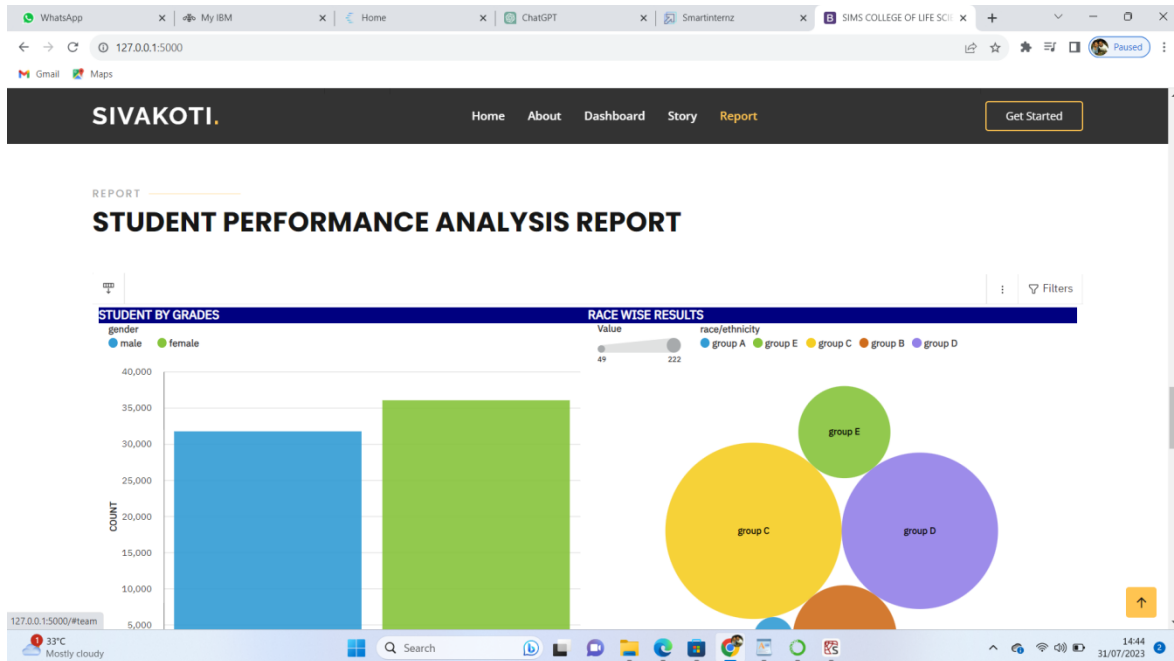 WhatsApp
My IBM
Home
ChatGPT
Smartinternz
SIMS COLLEGE OF LIFE SCIE
127.0.0.1:5000
Paused
Gmail
Maps
SIVAKOTI.
Home About Dashboard Story Report
Get Started
REPORT
STUDENT PERFORMANCE ANALYSIS REPORT
Filters
STUDENT BY GRADES
gender
male female
40,000
35,000
30,000
25,000
20,000
15,000
10,000
5,000
COUNT
RACE WISE RESULTS
Value
49 222
race/ethnicity
group A group E group C group B group D
group E
group C
group D
127.0.0.1:5000/#team
1
33°C
Mostly cloudy
Search
14:44
31/07/2023
2